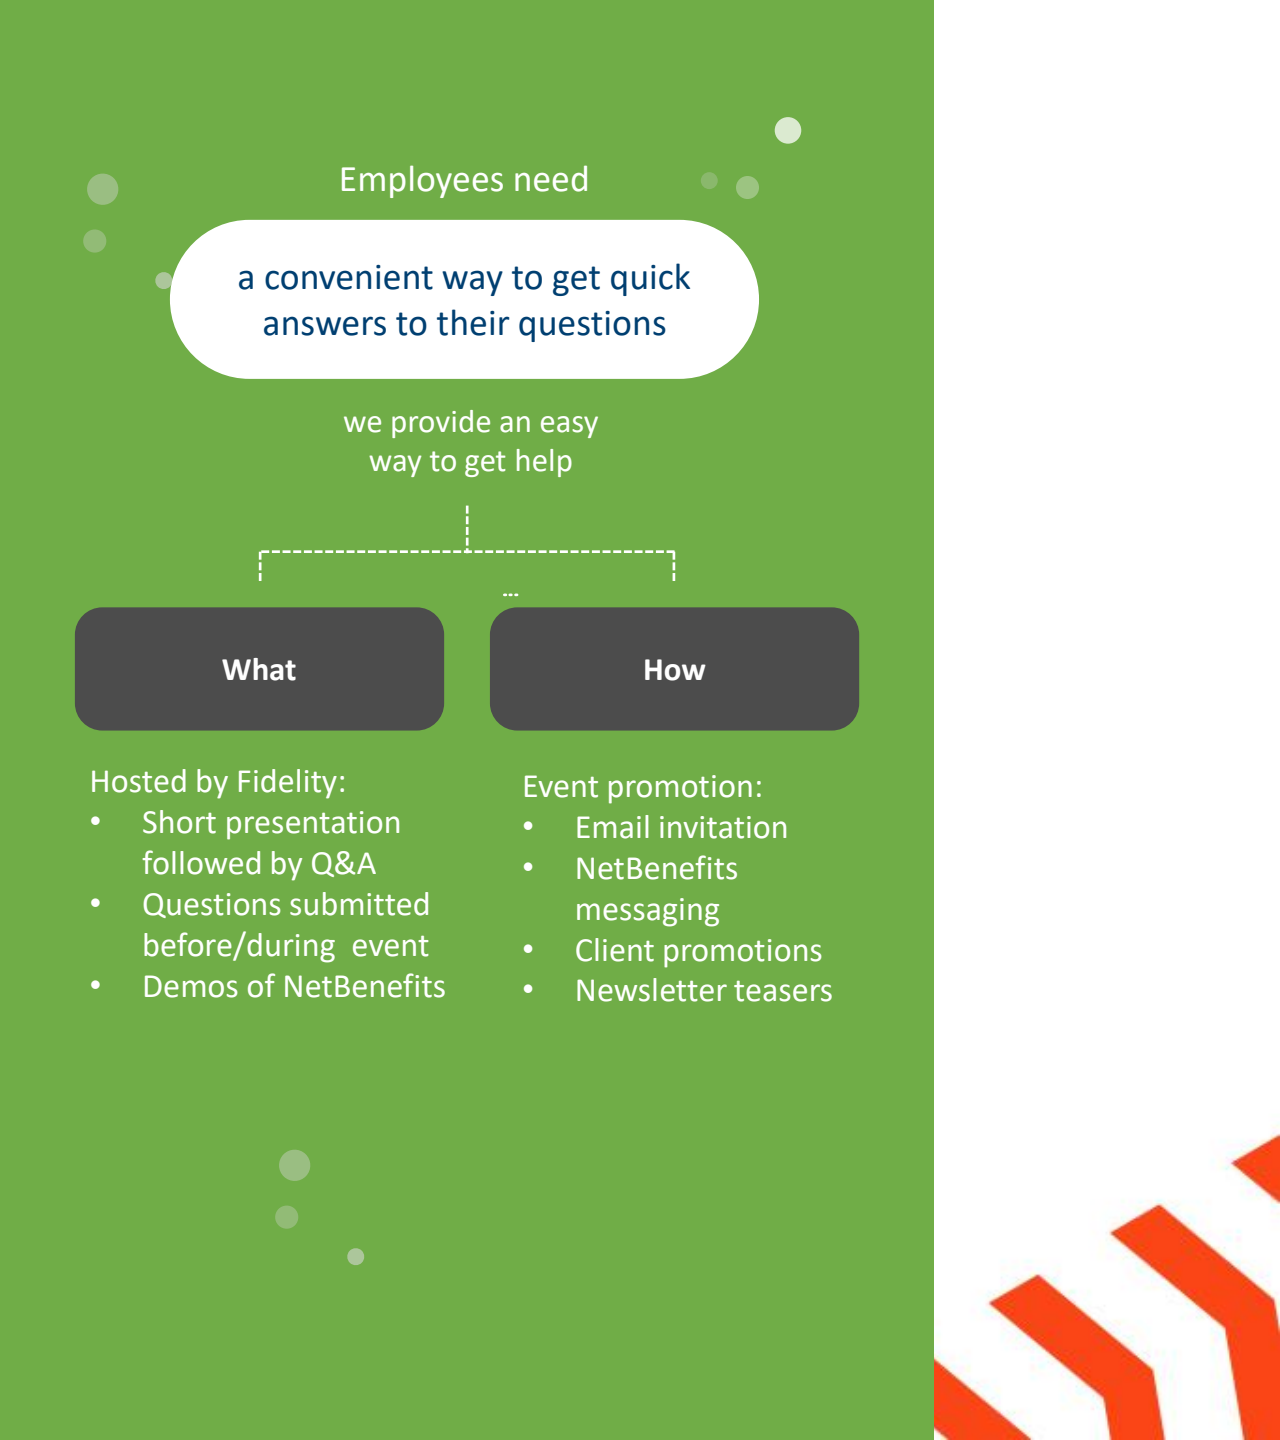 Employees need
a convenient way to get quick
answers to their questions
we provide an easy
way to get help
...
What
How
Hosted by Fidelity:
• Short presentation
followed by Q&A
• Questions submitted
before/during  event
• Demos of NetBenefits
Event promotion:
• Email invitation
• NetBenefits
messaging
• Client promotions
• Newsletter teasers